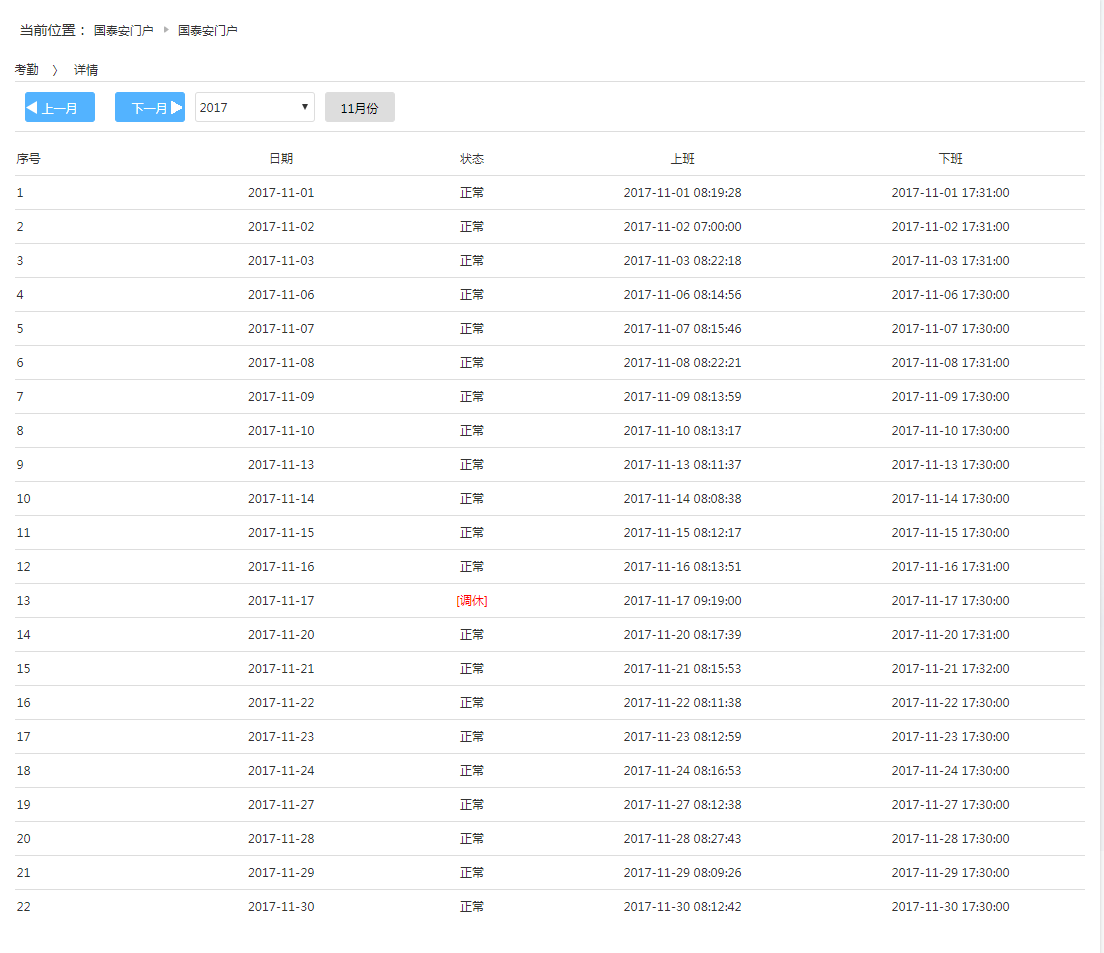 当前位置： 国泰安门户 国泰安门户
考勤 〉 详情
上一月 下一月 2017 11月份
序号 日期 状态 上班 下班
1 2017-11-01 正常 2017-11-01 08:19:28 2017-11-01 17:31:00
2 2017-11-02 正常 2017-11-02 07:00:00 2017-11-02 17:31:00
3 2017-11-03 正常 2017-11-03 08:22:18 2017-11-03 17:31:00
4 2017-11-06 正常 2017-11-06 08:14:56 2017-11-06 17:30:00
5 2017-11-07 正常 2017-11-07 08:15:46 2017-11-07 17:30:00
6 2017-11-08 正常 2017-11-08 08:22:21 2017-11-08 17:31:00
7 2017-11-09 正常 2017-11-09 08:13:59 2017-11-09 17:30:00
8 2017-11-10 正常 2017-11-10 08:13:17 2017-11-10 17:30:00
9 2017-11-13 正常 2017-11-13 08:11:37 2017-11-13 17:30:00
10 2017-11-14 正常 2017-11-14 08:08:38 2017-11-14 17:30:00
11 2017-11-15 正常 2017-11-15 08:12:17 2017-11-15 17:30:00
12 2017-11-16 正常 2017-11-16 08:13:51 2017-11-16 17:31:00
13 2017-11-17 [调休] 2017-11-17 09:19:00 2017-11-17 17:30:00
14 2017-11-20 正常 2017-11-20 08:17:39 2017-11-20 17:31:00
15 2017-11-21 正常 2017-11-21 08:15:53 2017-11-21 17:32:00
16 2017-11-22 正常 2017-11-22 08:11:38 2017-11-22 17:30:00
17 2017-11-23 正常 2017-11-23 08:12:59 2017-11-23 17:30:00
18 2017-11-24 正常 2017-11-24 08:16:53 2017-11-24 17:30:00
19 2017-11-27 正常 2017-11-27 08:12:38 2017-11-27 17:30:00
20 2017-11-28 正常 2017-11-28 08:27:43 2017-11-28 17:30:00
21 2017-11-29 正常 2017-11-29 08:09:26 2017-11-29 17:30:00
22 2017-11-30 正常 2017-11-30 08:12:42 2017-11-30 17:30:00